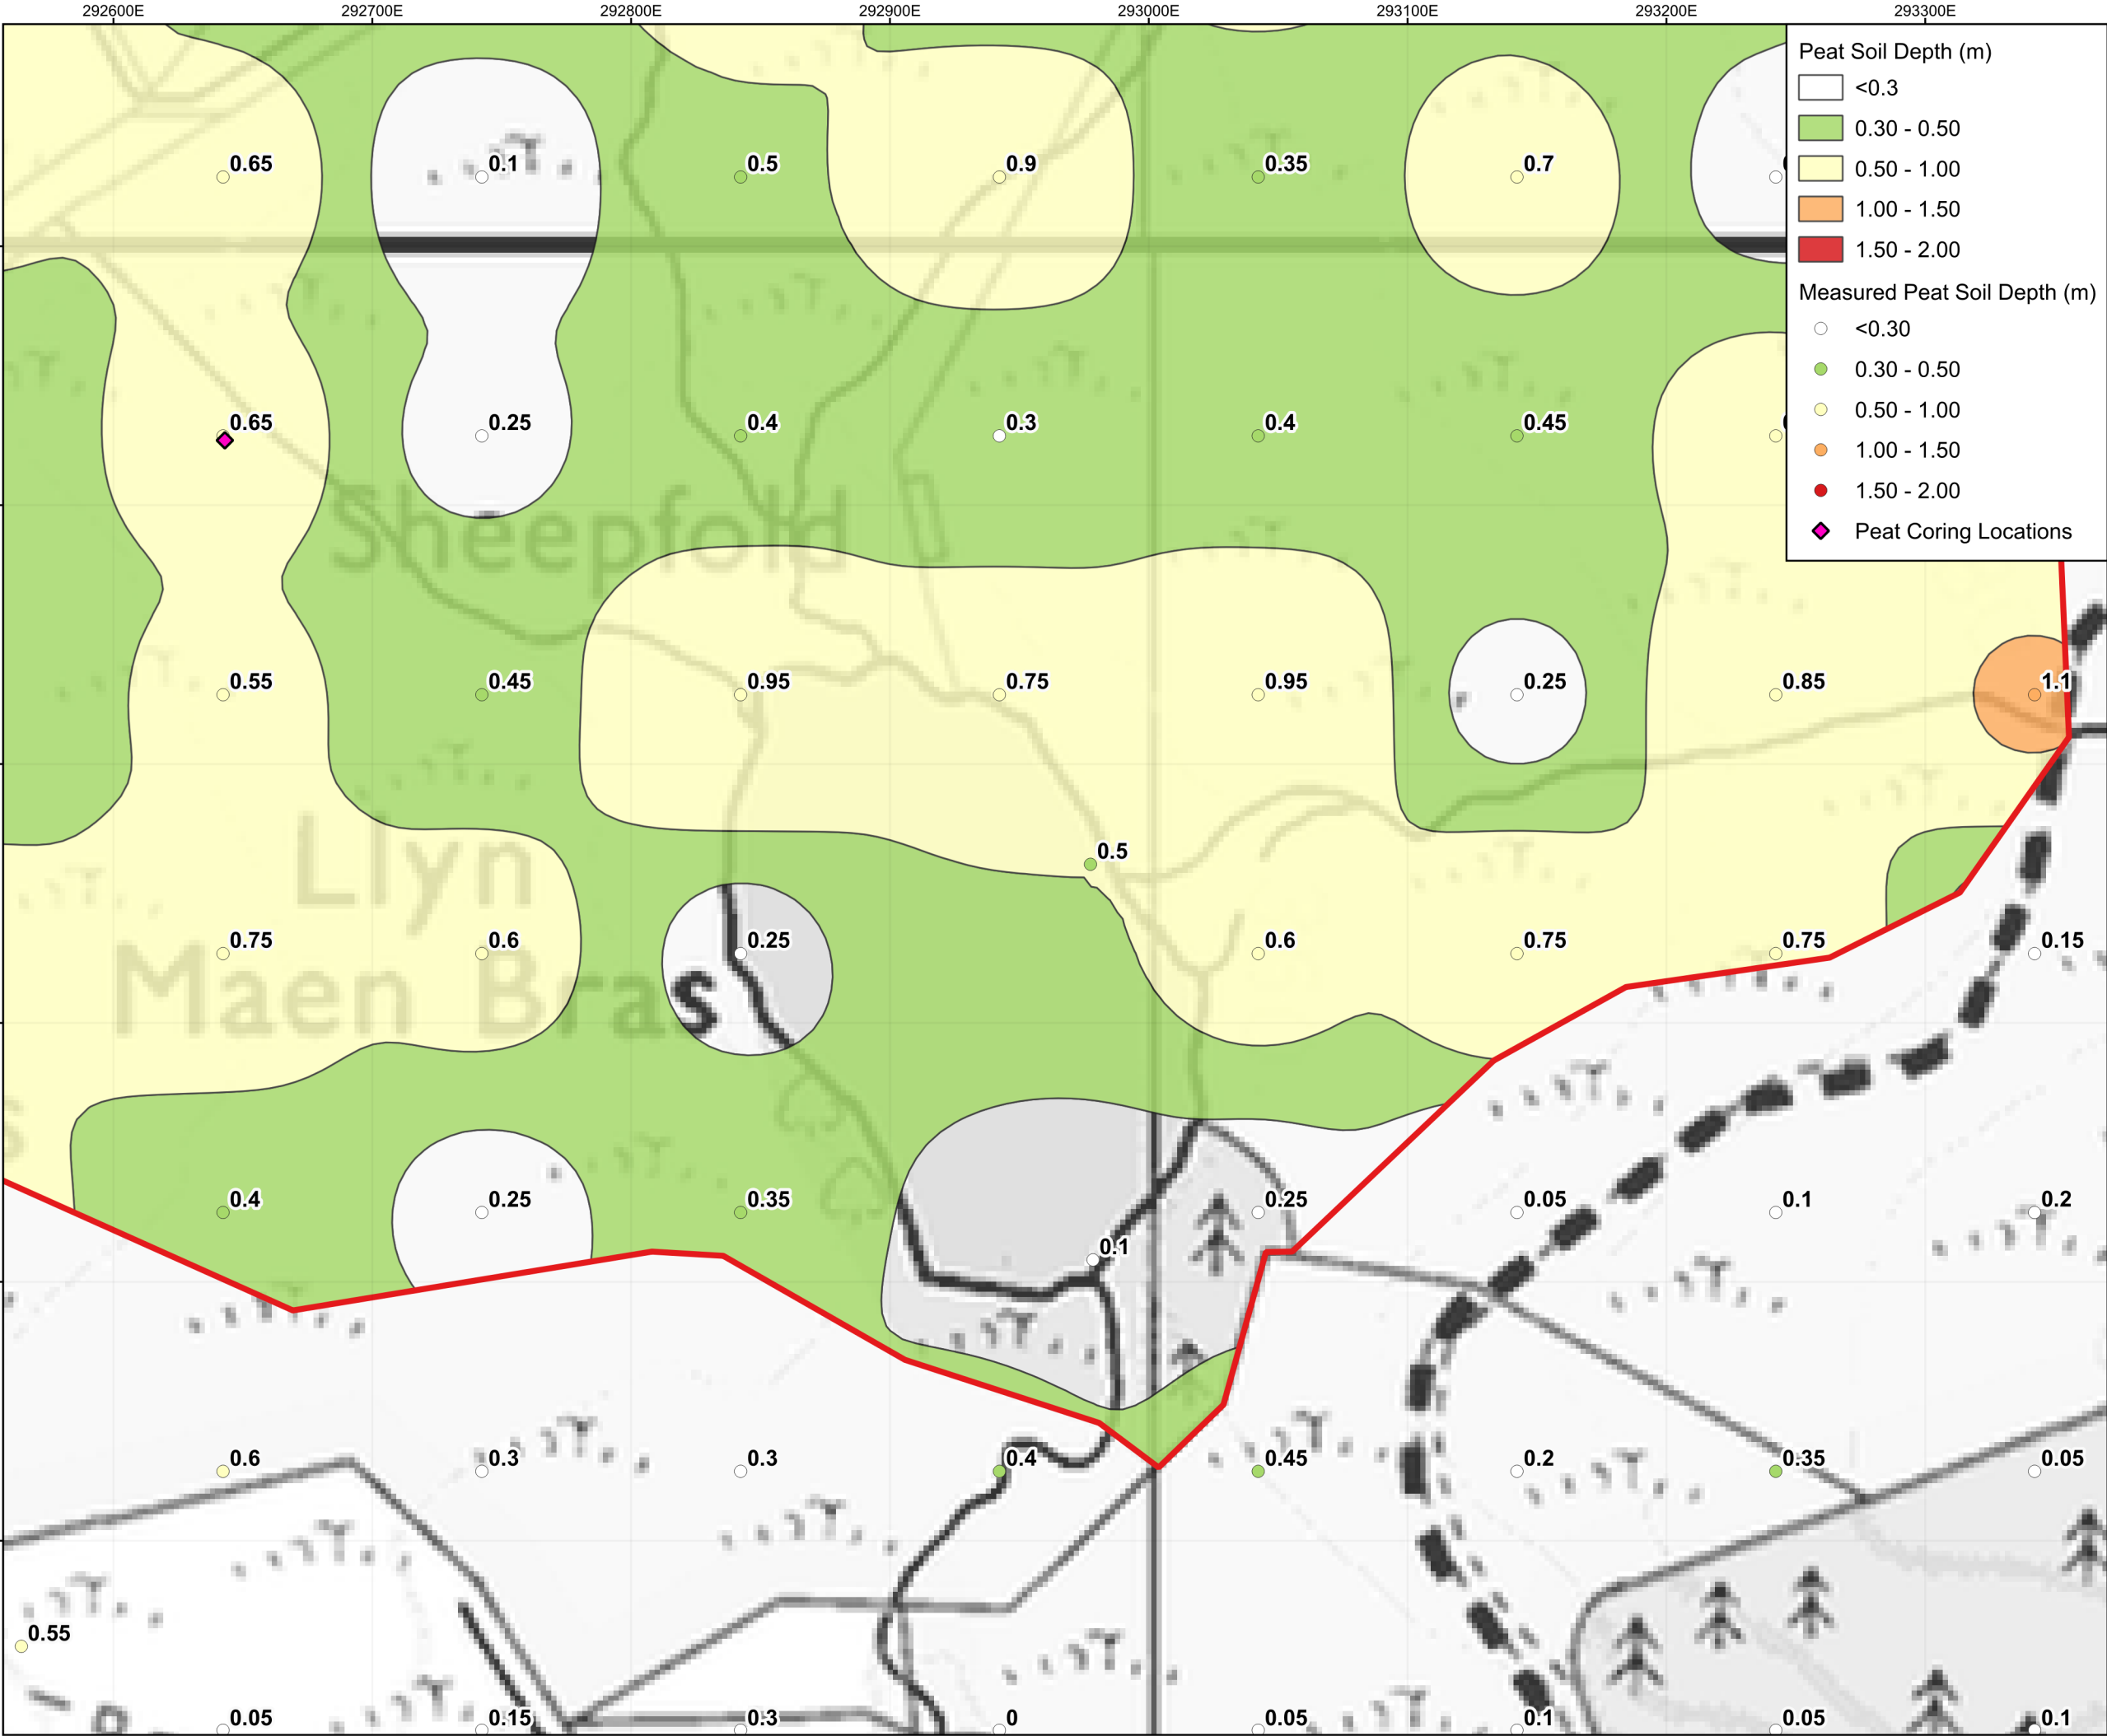 292600E 292700E 292800E 292900E 293000E 293100E 293200E 293300E
Peat Soil Depth (m)
<0.3
0.30 - 0.50
0.50 - 1.00
1.00 - 1.50
1.50 - 2.00
Measured Peat Soil Depth (m)
<0.30
0.30 - 0.50
0.50 - 1.00
1.00 - 1.50
1.50 - 2.00
Peat Coring Locations
0.65 0.1 0.5 0.9 0.35 0.7
0.65 0.25 0.4 0.3 0.4 0.45
Sheepfold
0.55 0.45 0.95 0.75 0.95 0.25 0.85 1.1
Llyn
0.5
0.75 0.6 0.25 0.6 0.75 0.75 0.15
Maen Bras
0.4 0.25 0.35 0.25 0.05 0.1 0.2
0.1
0.6 0.3 0.3 0.4 0.45 0.2 0.35 0.05
0.55
0.05 0.15 0.3 0 0.05 0.1 0.05 0.1